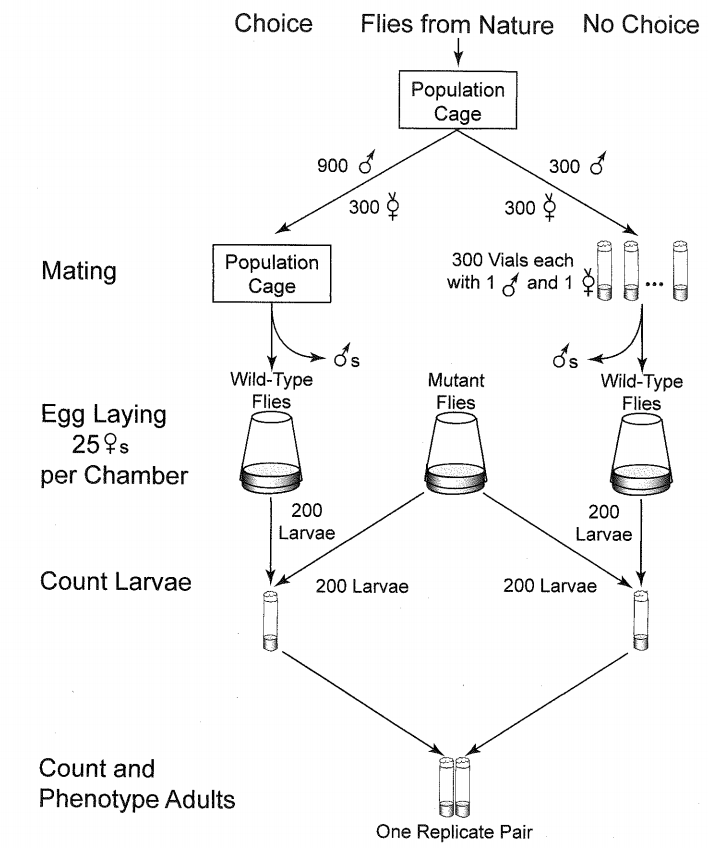 Choice
Flies from Nature
No Choice
Population
Cage
900 ♂
300 ♂
300 ☿
300 ☿
Mating
Population
Cage
300 Vials each
with 1 ♂ and 1 ☿
...
♂s
♂s
Wild-Type
Flies
Mutant
Flies
Wild-Type
Flies
Egg Laying
25♀s
per Chamber
200
Larvae
200
Larvae
Count Larvae
200 Larvae
200 Larvae
Count and
Phenotype Adults
One Replicate Pair